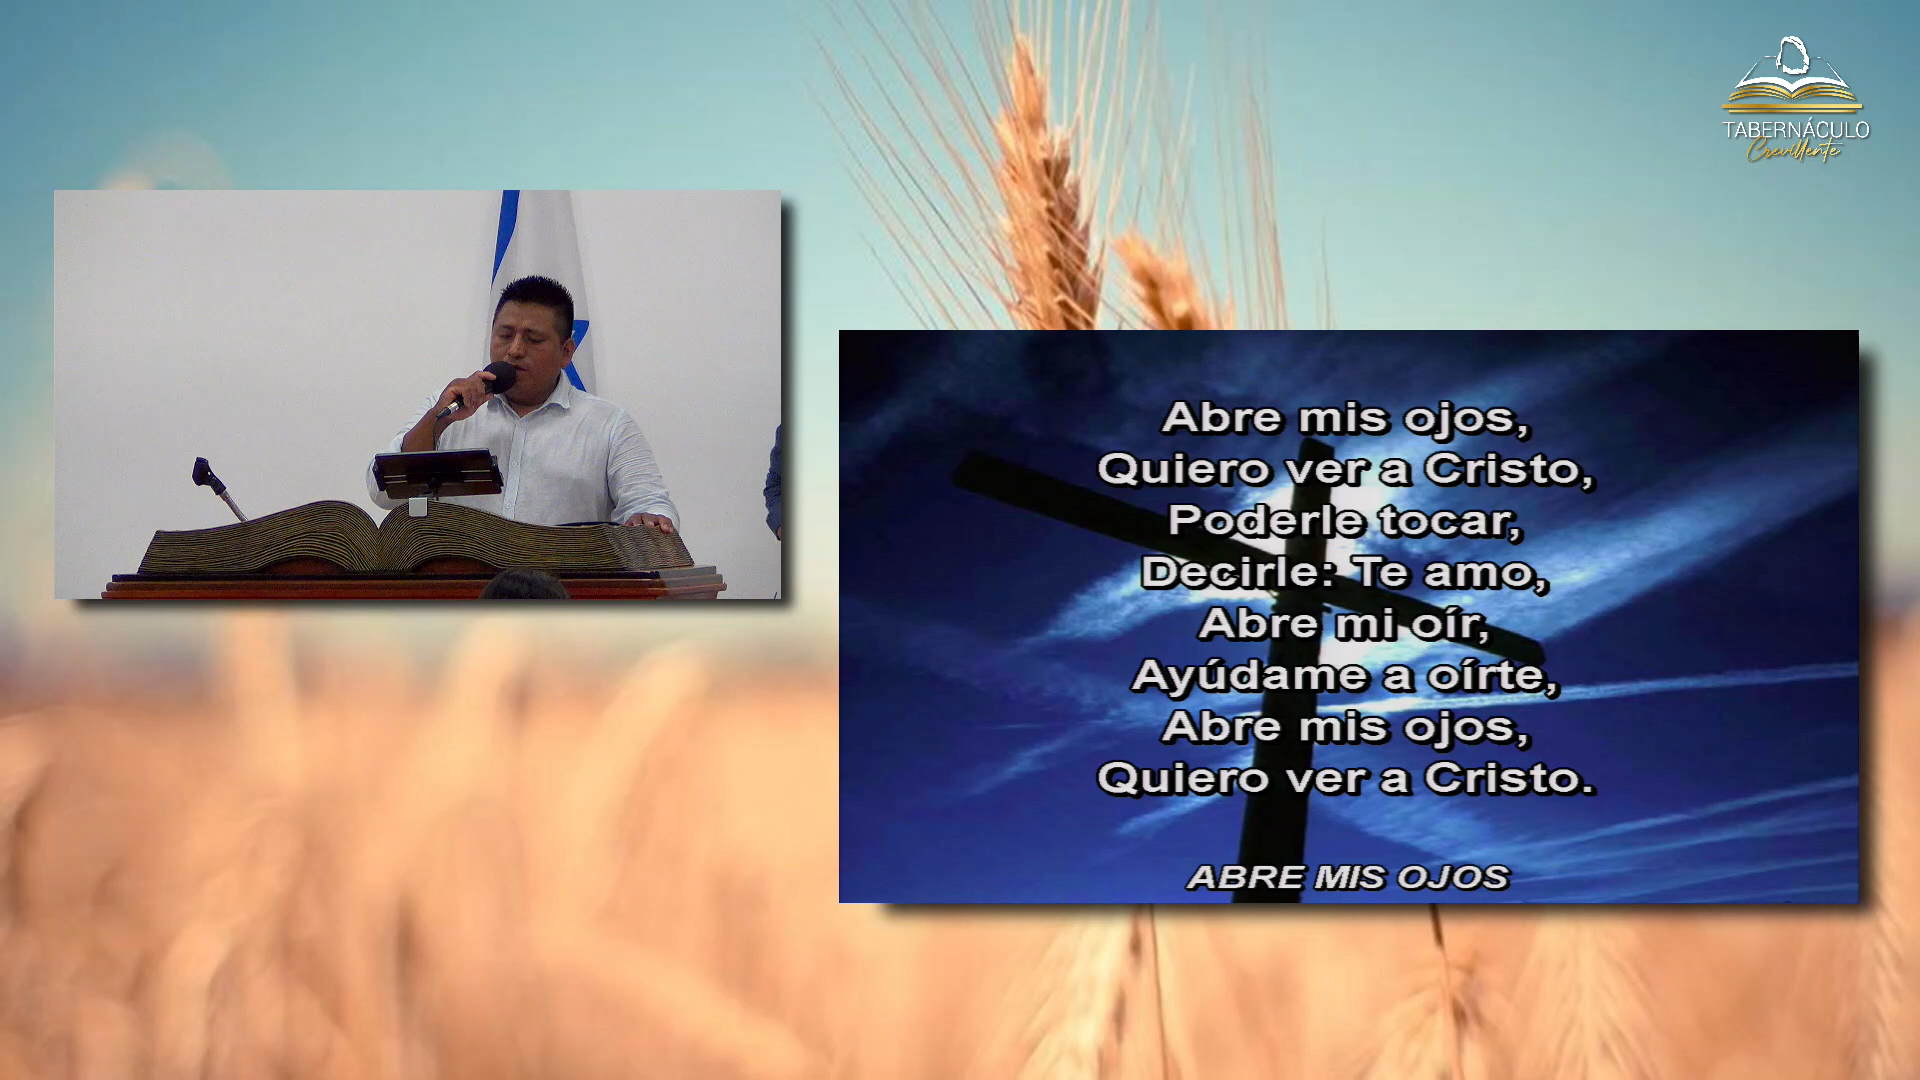 TABERNÁCULO
Crevillente
Abre mis ojos,
Quiero ver a Cristo,
Poderle tocar,
Decirle: Te amo,
Abre mi oír,
Ayúdame a oírte,
Abre mis ojos,
Quiero ver a Cristo.
ABRE MIS OJOS